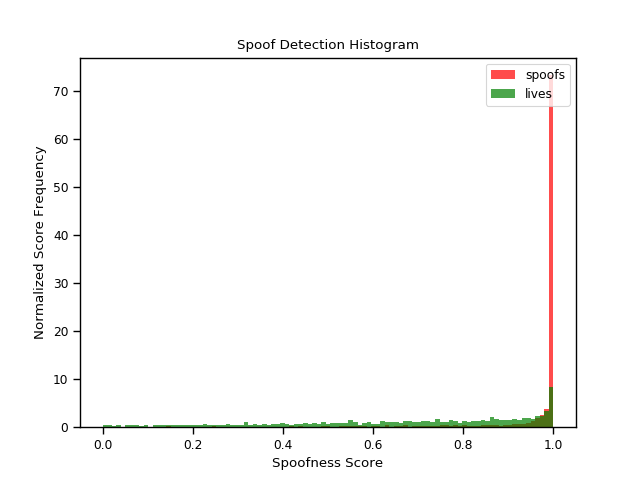 Spoof Detection Histogram
spoofs
lives
Normalized Score Frequency
70
60
50
40
30
20
10
0
0.0 0.2 0.4 0.6 0.8 1.0
Spoofness Score